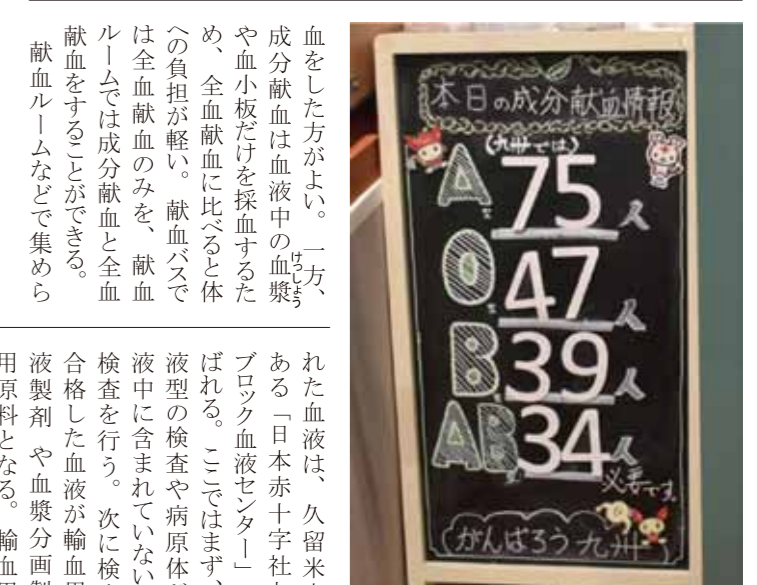 本日の成分献血情報
(九州では)
A 75人
O 47人
B 39人
AB 34人
必要です
がんばろう九州
血をした方がよい。一方、
成分献血は血液中の血漿
けっしょう
や血小板だけを採血するた
め、全血献血に比べると体
への負担が軽い。献血バスで
は全血献血のみを、献血
ルームでは成分献血と全血
献血をすることができる。
献血ルームなどで集めら
れた血液は、久留米
ある「日本赤十字社
ブロック血液センター」
ばれる。ここではまず、
液型の検査や病原体
液中に含まれていない
検査を行う。次に検
合格した血液が輸血
液製剤や血漿分画
用原料となる。輸血